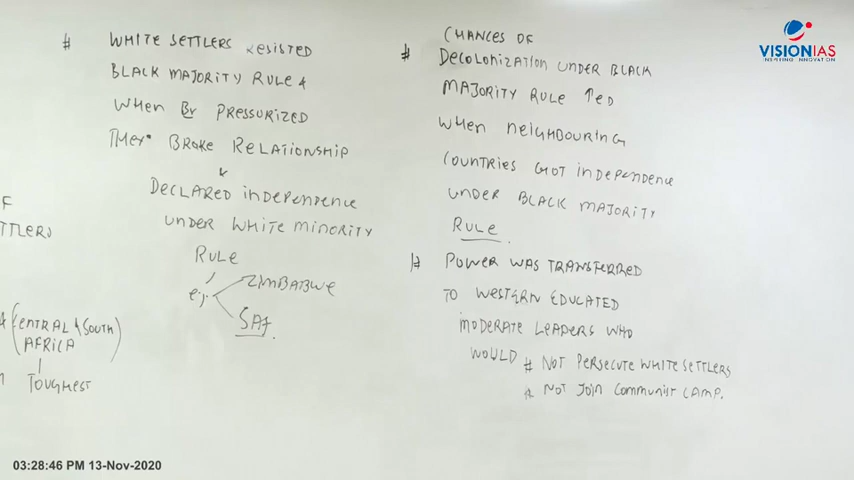 # WHITE SETTLERS RESISTED
BLACK MAJORITY RULE &
WHEN Br PRESSURIZED
THEY BROKE RELATIONSHIP
&
DECLARED INDEPENDENCE
UNDER WHITE MINORITY
RULE
e.g. ZIMBABWE
SAf
F
TTLERS
(CENTRAL & SOUTH
AFRICA)
TOUGHEST
# CHANCES OF
DECOLONIZATION UNDER BLACK
MAJORITY RULE ↑ED
WHEN NEIGHBOURING
COUNTRIES GOT INDEPENDENCE
UNDER BLACK MAJORITY
RULE.
# POWER WAS TRANSFERRED
TO WESTERN EDUCATED
MODERATE LEADERS WHO
WOULD # NOT PERSECUTE WHITE SETTLERS
# NOT JOIN COMMUNIST CAMP.
VISIONIAS
INSPIRING INNOVATION
03:28:46 PM 13-Nov-2020